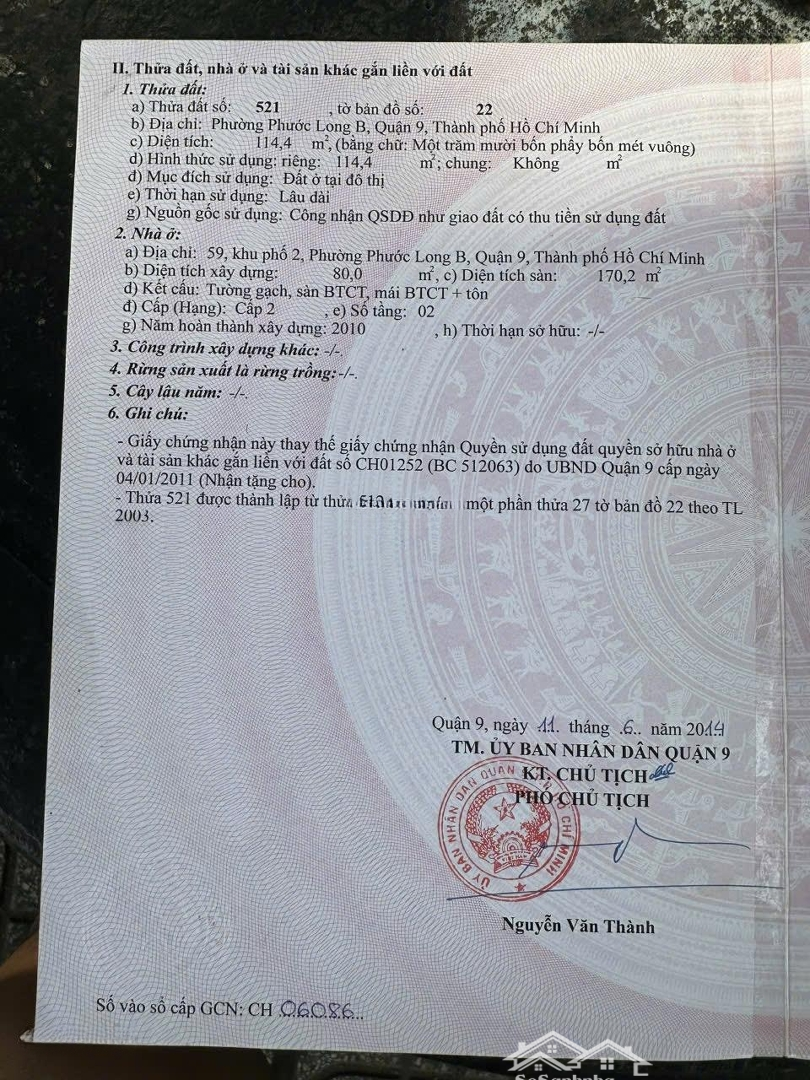 II. Thửa đất, nhà ở và tài sản khác gắn liền với đất
1. Thửa đất:
a) Thửa đất số: 521 , tờ bản đồ số: 22
b) Địa chỉ: Phường Phước Long B, Quận 9, Thành phố Hồ Chí Minh
c) Diện tích: 114,4 m², (bằng chữ: Một trăm mười bốn phẩy bốn mét vuông)
d) Hình thức sử dụng: riêng: 114,4 m²; chung: Không m²
đ) Mục đích sử dụng: Đất ở tại đô thị
e) Thời hạn sử dụng: Lâu dài
g) Nguồn gốc sử dụng: Công nhận QSDĐ như giao đất có thu tiền sử dụng đất
2. Nhà ở:
a) Địa chỉ: 59, khu phố 2, Phường Phước Long B, Quận 9, Thành phố Hồ Chí Minh
b) Diện tích xây dựng: 80,0 m², c) Diện tích sàn: 170,2 m²
d) Kết cấu: Tường gạch, sàn BTCT, mái BTCT + tôn
đ) Cấp (Hạng): Cấp 2 , e) Số tầng: 02
g) Năm hoàn thành xây dựng: 2010 , h) Thời hạn sở hữu: -/-
3. Công trình xây dựng khác: -/-.
4. Rừng sản xuất là rừng trồng: -/-.
5. Cây lâu năm: -/-.
6. Ghi chú:
- Giấy chứng nhận này thay thế giấy chứng nhận Quyền sử dụng đất quyền sở hữu nhà ở
và tài sản khác gắn liền với đất số CH01252 (BC 512063) do UBND Quận 9 cấp ngày
04/01/2011 (Nhận tặng cho).
- Thửa 521 được thành lập từ thửa một phần thửa 27 tờ bản đồ 22 theo TL
2003.
Quận 9, ngày 11 tháng 6 năm 2014
TM. ỦY BAN NHÂN DÂN QUẬN 9
KT. CHỦ TỊCH
PHÓ CHỦ TỊCH
Nguyễn Văn Thành
Số vào sổ cấp GCN: CH 06086